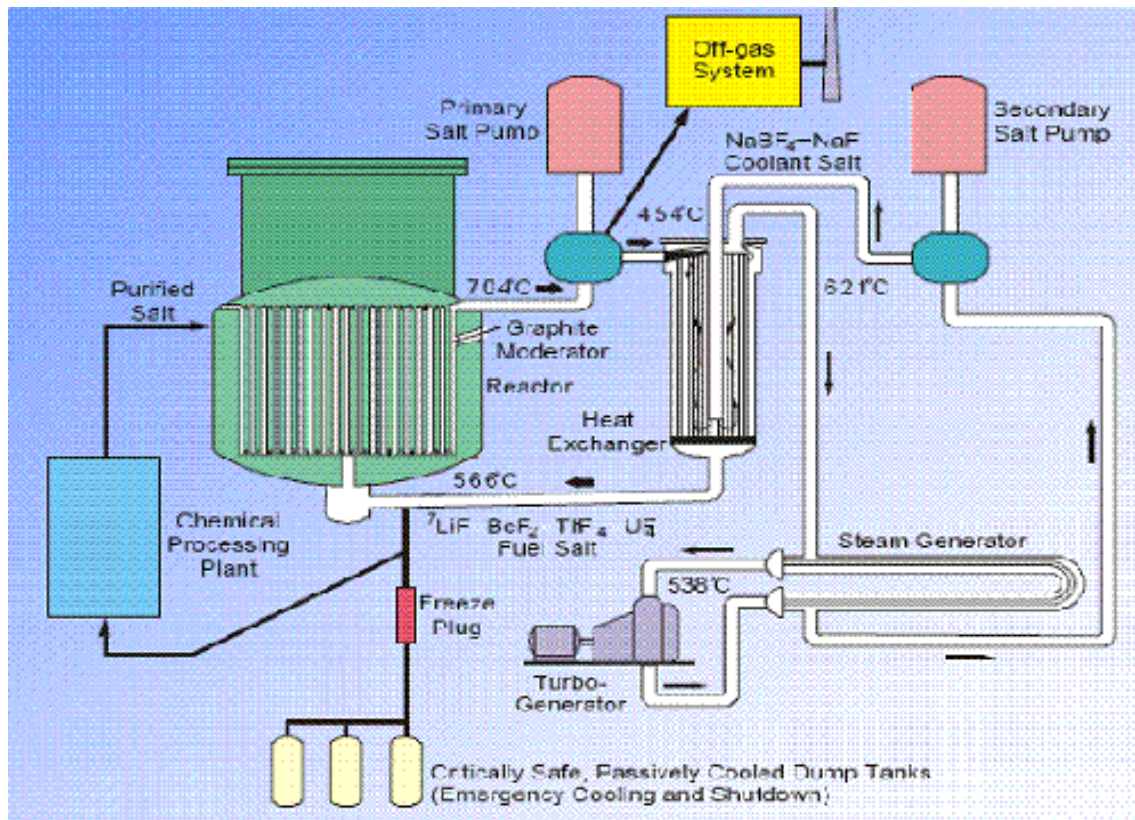 Off-gas
System
Primary
Salt Pump
Secondary
Salt Pump
NaBF₄–NaF
Coolant Salt
454°C
704°C
621°C
Purified
Salt
Graphite
Moderator
Reactor
Heat
Exchanger
566°C
⁷LiF BeF₂ ThF₄ UF₄
Fuel Salt
Chemical
Processing
Plant
Steam Generator
538°C
Freeze
Plug
Turbo-
Generator
Critically Safe, Passively Cooled Dump Tanks
(Emergency Cooling and Shutdown)